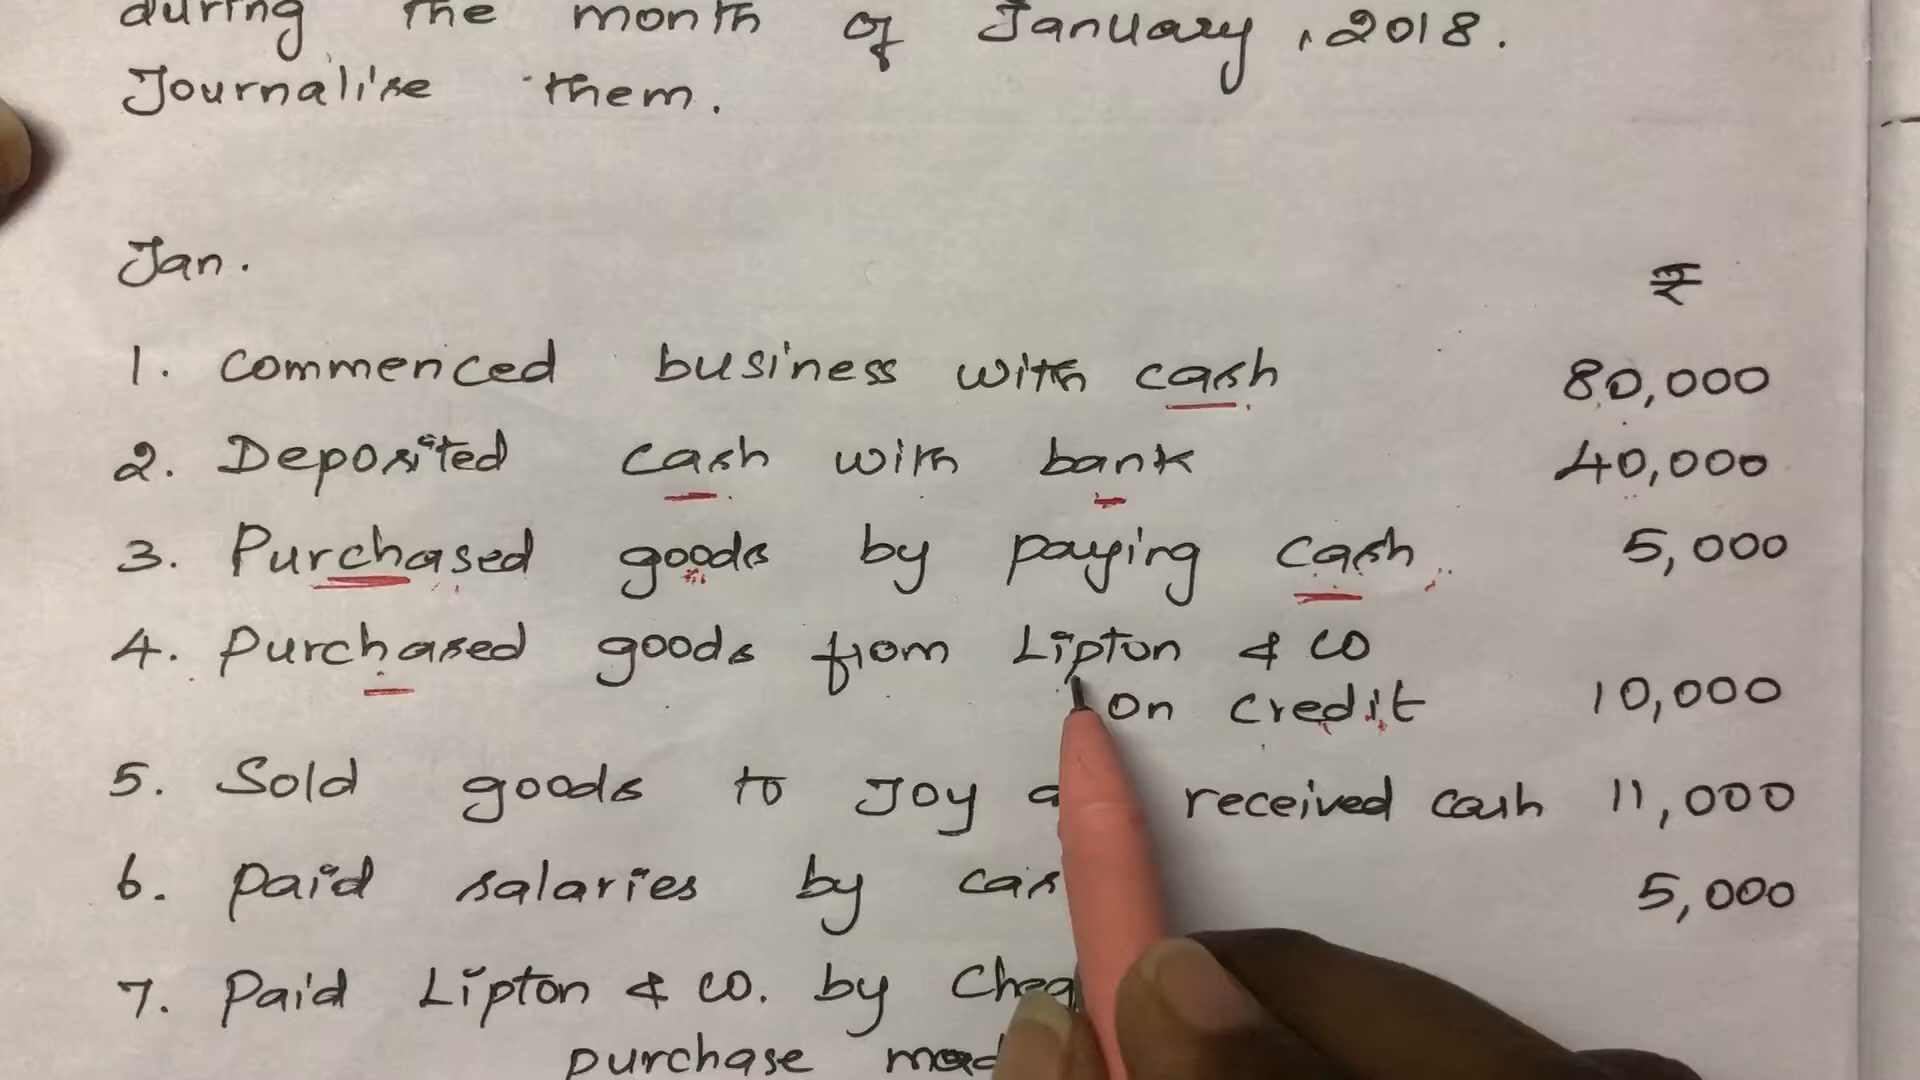 during the month of January, 2018.
Journalise them.
Jan.
₹
1. Commenced business with cash 80,000
2. Deposited cash with bank 40,000
3. Purchased goods by paying cash 5,000
4. Purchased goods from Lipton & co
on credit 10,000
5. Sold goods to Joy received cash 11,000
6. Paid salaries by 5,000
7. Paid Lipton & co. by
purchase